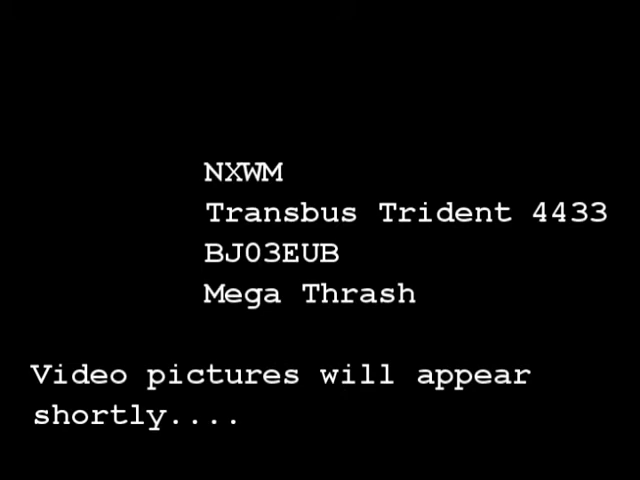 NXWM
Transbus Trident 4433
BJ03EUB
Mega Thrash
Video pictures will appear
shortly....